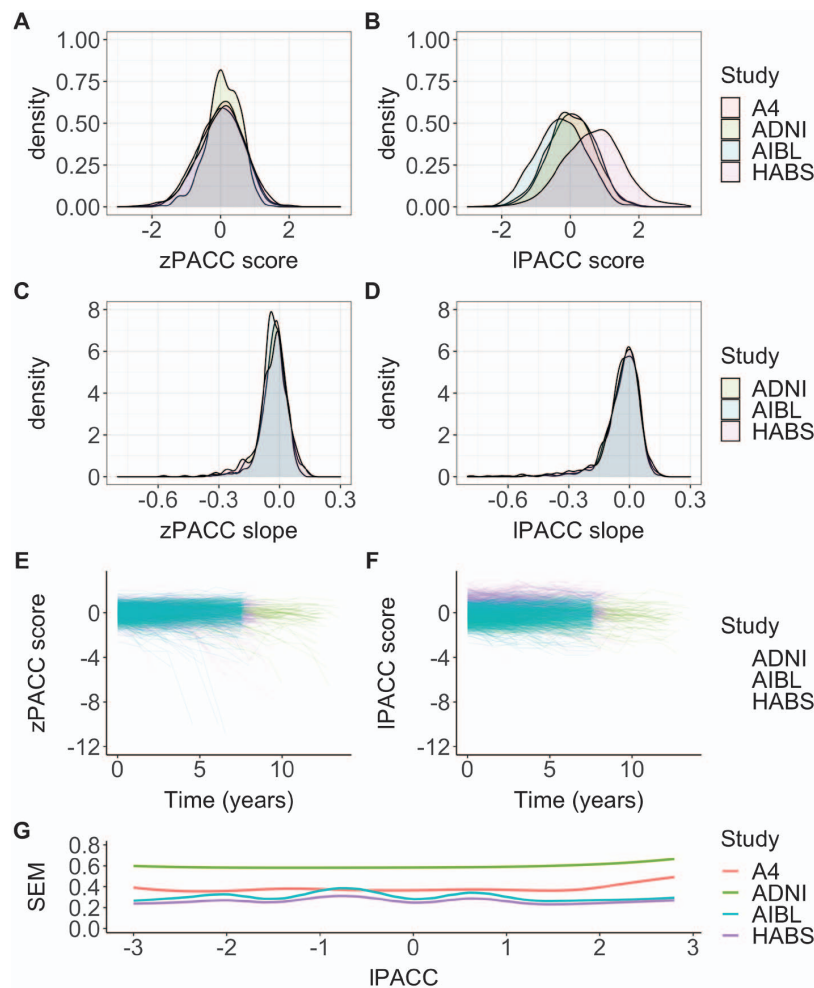 A
B
1.00
0.75
0.50
0.25
0.00
density
-2
0
2
zPACC score
1.00
0.75
0.50
0.25
0.00
density
-2
0
2
lPACC score
Study
A4
ADNI
AIBL
HABS
C
D
8
6
4
2
0
density
-0.6
-0.3
0.0
0.3
zPACC slope
8
6
4
2
0
density
-0.6
-0.3
0.0
0.3
lPACC slope
Study
ADNI
AIBL
HABS
E
F
0
-4
-8
-12
zPACC score
0
5
10
Time (years)
0
-4
-8
-12
lPACC score
0
5
10
Time (years)
Study
ADNI
AIBL
HABS
G
0.8
0.6
0.4
0.2
0.0
SEM
-3
-2
-1
0
1
2
3
lPACC
Study
A4
ADNI
AIBL
HABS